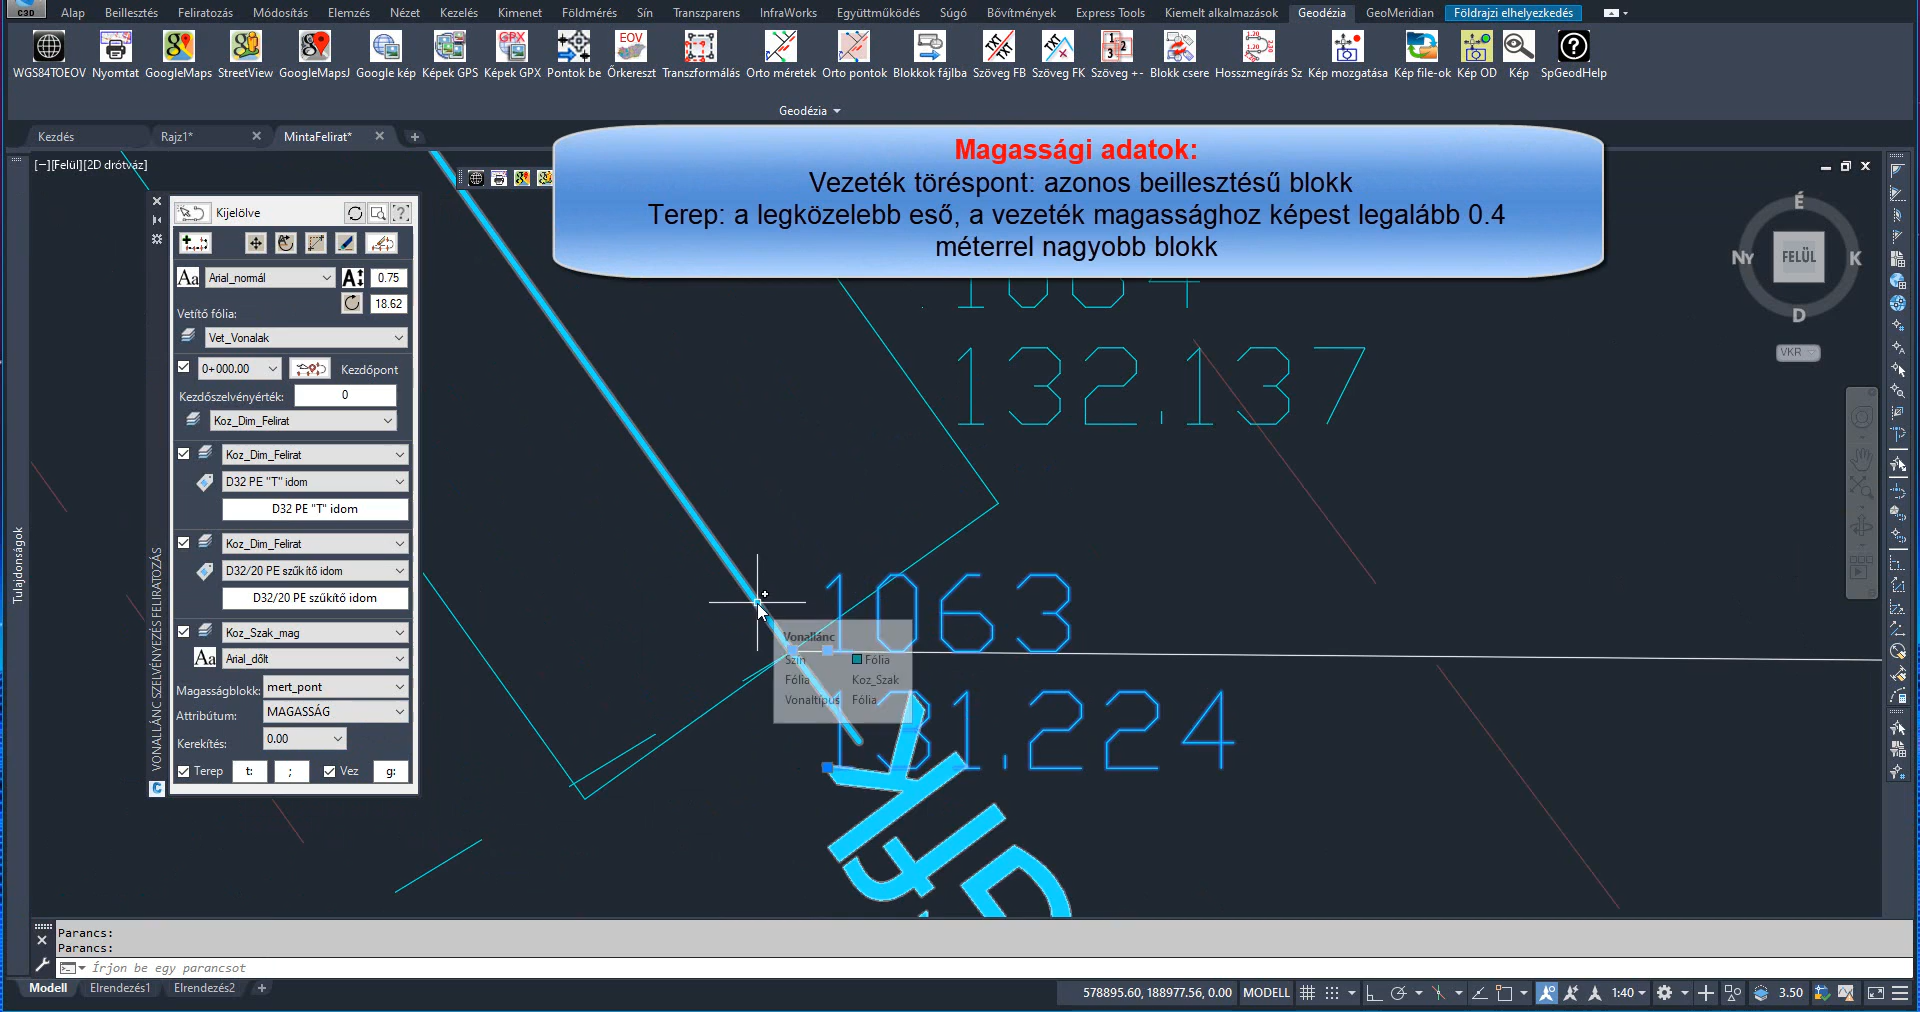 C3D
Alap Beillesztés Feliratozás Módosítás Elemzés Nézet Kezelés Kimenet Földmérés Sín Transzparens InfraWorks Együttműködés Súgó Bővítmények Express Tools Kiemelt alkalmazások Geodézia GeoMeridian Földrajzi elhelyezkedés
WGS84TOEOV Nyomtat GoogleMaps StreetView GoogleMapsJ Google kép Képek GPS Képek GPX Pontok be Őrkereszt Transzformálás Orto méretek Orto pontok Blokkok fájlba Szöveg FB Szöveg FK Szöveg +- Blokk csere Hosszmegírás Sz Kép mozgatása Kép file-ok Kép OD Kép SpGeodHelp
Geodézia
Kezdés Rajz1* MintaFelirat*
[−][Felül][2D drótváz]
Magassági adatok:
Vezeték töréspont: azonos beillesztésű blokk
Terep: a legközelebb eső, a vezeték magassághoz képest legalább 0.4
méterrel nagyobb blokk
É
Ny FELÜL K
D
VKR
Kijelölve
Arial_normál 0.75
18.62
Vetítő fólia:
Vet_Vonalak
0+000.00 Kezdőpont
Kezdőszelvényérték: 0
Koz_Dim_Felirat
Koz_Dim_Felirat
D32 PE "T" idom
D32 PE "T" idom
Koz_Dim_Felirat
D32/20 PE szűkítő idom
D32/20 PE szűkítő idom
Koz_Szak_mag
Arial_dőlt
Magasságblokk: mert_pont
Attribútum: MAGASSÁG
Kerekítés: 0.00
Terep t: ; Vez g:
VONALLÁNC SZELVÉNYEZÉS FELIRATOZÁS
Tulajdonságok
132.137
1063
131.224
Vonallánc
Szín Fólia
Fólia Koz_Szak
Vonaltípus Fólia
Parancs:
Parancs:
Írjon be egy parancsot
Modell Elrendezés1 Elrendezés2
578895.60, 188977.56, 0.00 MODELL 1:40 3.50